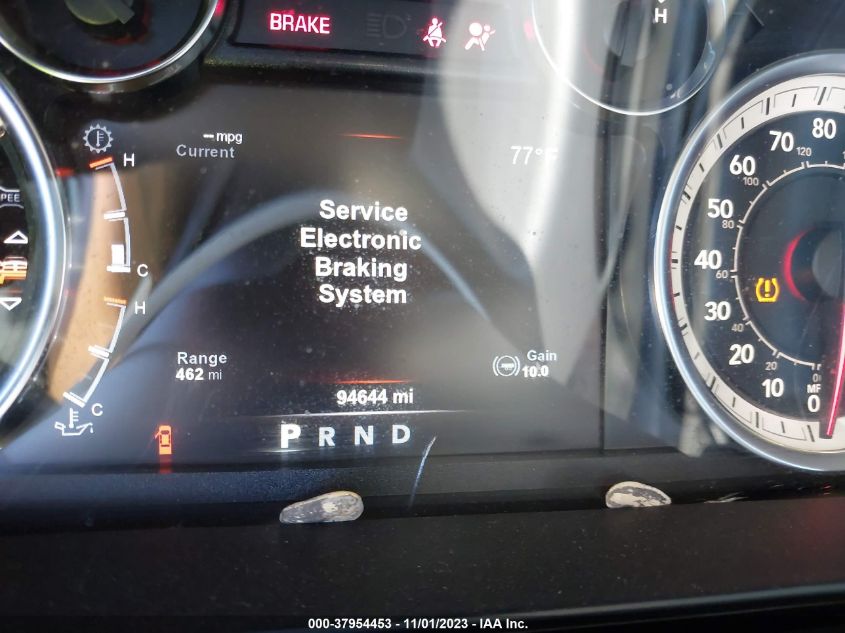 BRAKE
H
-- mpg
Current
77°F
H
C
H
C
Service
Electronic
Braking
System
Range
462 mi
Gain
10.0
94644 mi
P R N D
80
70
60
50
40
30
20
10
0
120
100
80
60
40
20
000-37954453 - 11/01/2023 - IAA Inc.